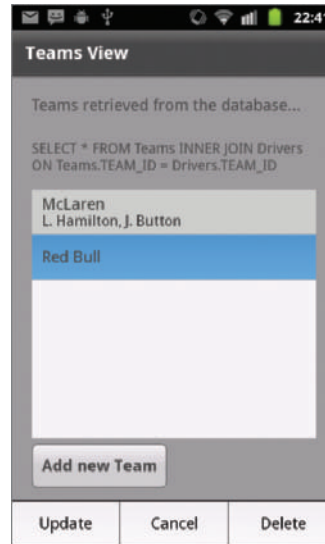 22:41
Teams View
Teams retrieved from the database...
SELECT * FROM Teams INNER JOIN Drivers
ON Teams.TEAM_ID = Drivers.TEAM_ID
McLaren
L. Hamilton, J. Button
Red Bull
Add new Team
Update Cancel Delete